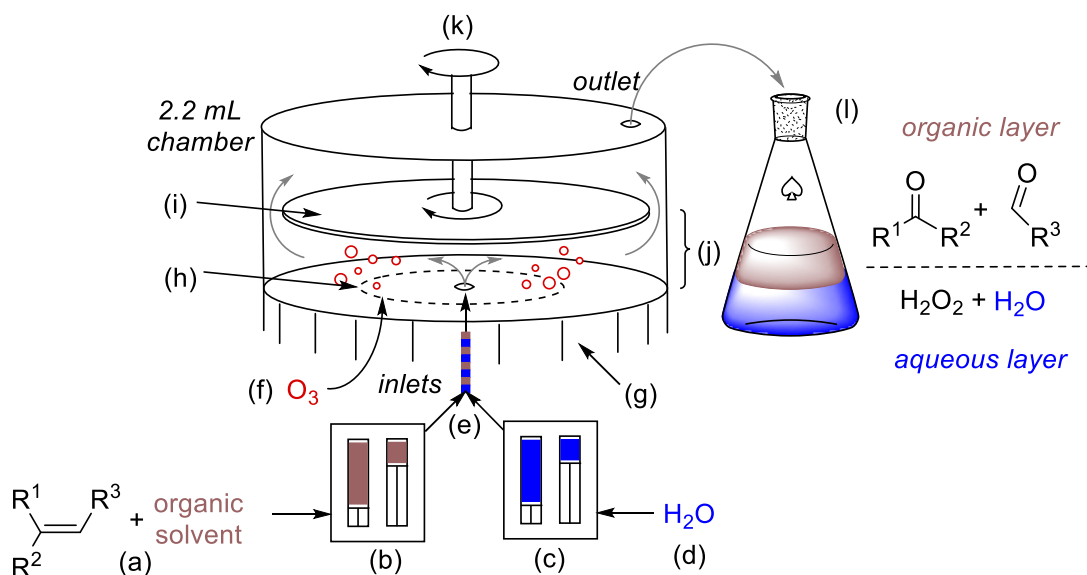 (k)
outlet
2.2 mL
chamber
(l)
organic layer
O
O
R1
R2
+
R3
(i)
(j)
(h)
H2O2 + H2O
aqueous layer
(f) O3
inlets
(g)
(e)
R1
R3
+ organic
solvent
R2
(a)
(b)
(c)
H2O
(d)